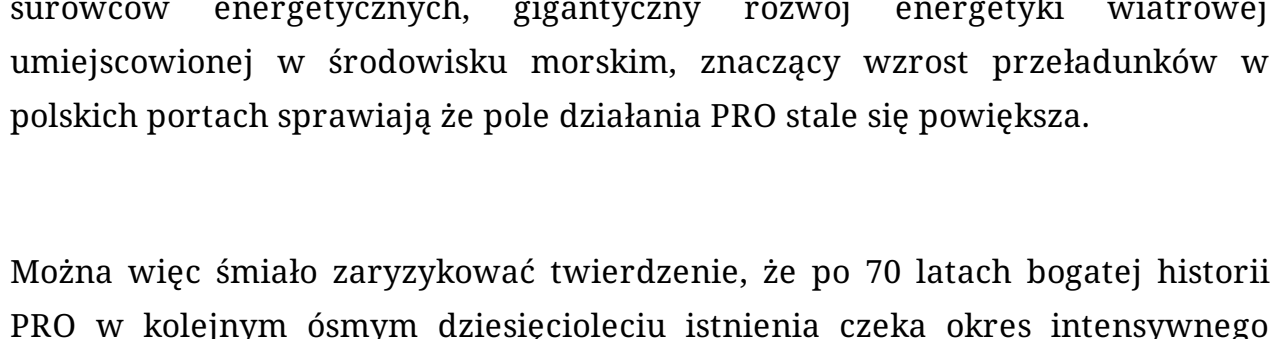 surowców energetycznych, gigantyczny rozwój energetyki wiatrowej
umiejscowionej w środowisku morskim, znaczący wzrost przeładunków w
polskich portach sprawiają że pole działania PRO stale się powiększa.
Można więc śmiało zaryzykować twierdzenie, że po 70 latach bogatej historii
PRO w kolejnym ósmym dziesięcioleciu istnienia czeka okres intensywnego